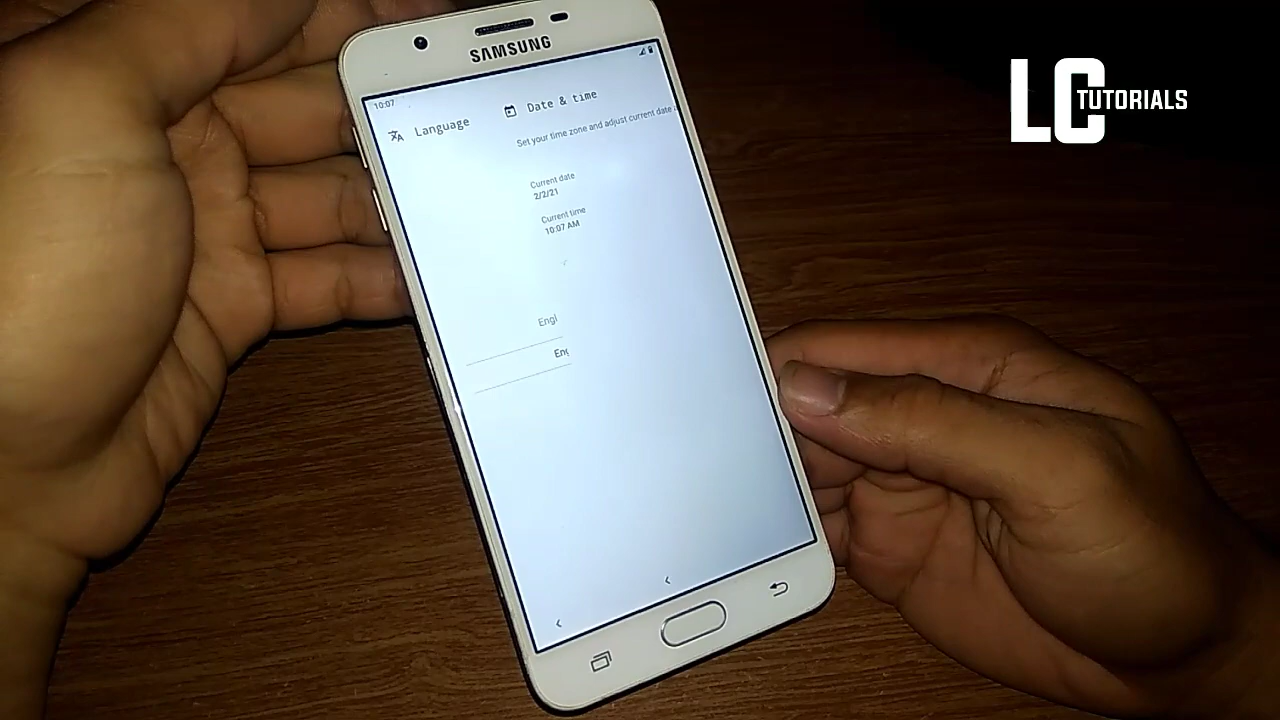 SAMSUNG
10:07
Language
Date & time
Set your time zone and adjust current date
Current date
2/2/21
Current time
10:07 AM
Engl
Eng
LC TUTORIALS